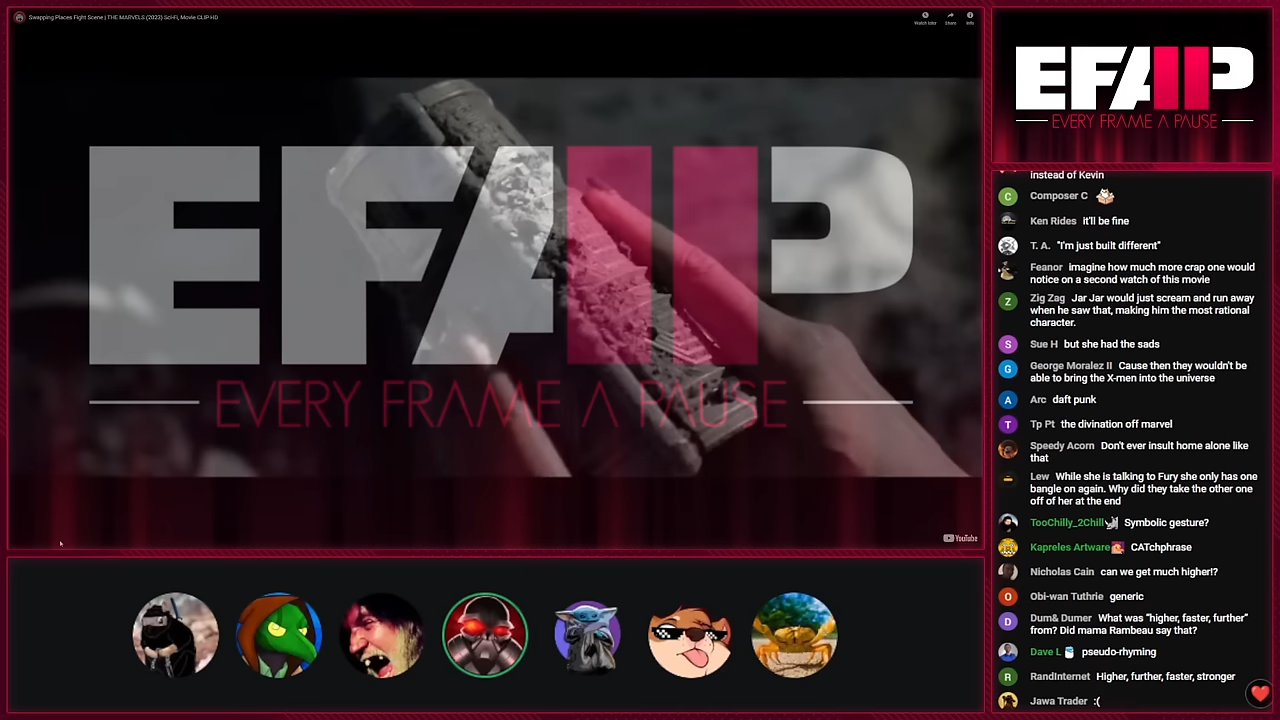 Swapping Places Fight Scene | THE MARVELS (2023) Sci-Fi, Movie CLIP HD
Watch later
Share
Info
EFAP
EVERY FRAME A PAUSE
YouTube
EFAP
EVERY FRAME A PAUSE
instead of Kevin
C
Composer C
Ken Rides it'll be fine
T. A. "I'm just built different"
Feanor imagine how much more crap one would
notice on a second watch of this movie
Z
Zig Zag Jar Jar would just scream and run away
when he saw that, making him the most rational
character.
S
Sue H but she had the sads
G
George Moralez II Cause then they wouldn't be
able to bring the X-men into the universe
A
Arc daft punk
T
Tp Pt the divination off marvel
Speedy Acorn Don't ever insult home alone like
that
Lew While she is talking to Fury she only has one
bangle on again. Why did they take the other one
off of her at the end
TooChilly_2Chill Symbolic gesture?
Kapreles Artware CATchphrase
Nicholas Cain can we get much higher!?
O
Obi-wan Tuthrie generic
D
Dum& Dumer What was "higher, faster, further"
from? Did mama Rambeau say that?
Dave L pseudo-rhyming
R
RandInternet Higher, further, faster, stronger
Jawa Trader :(